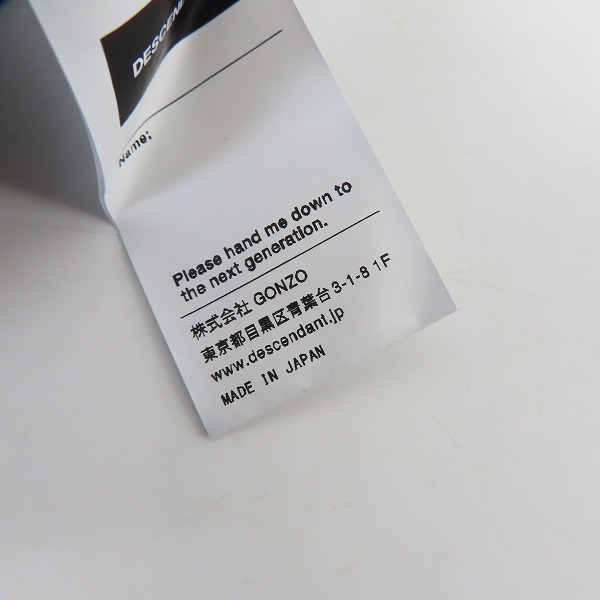 DESCEN
Name;
Please hand me down to
the next generation.
株式会社 GONZO
東京都目黒区青葉台3-1-8 1F
www.descendant.jp
MADE IN JAPAN